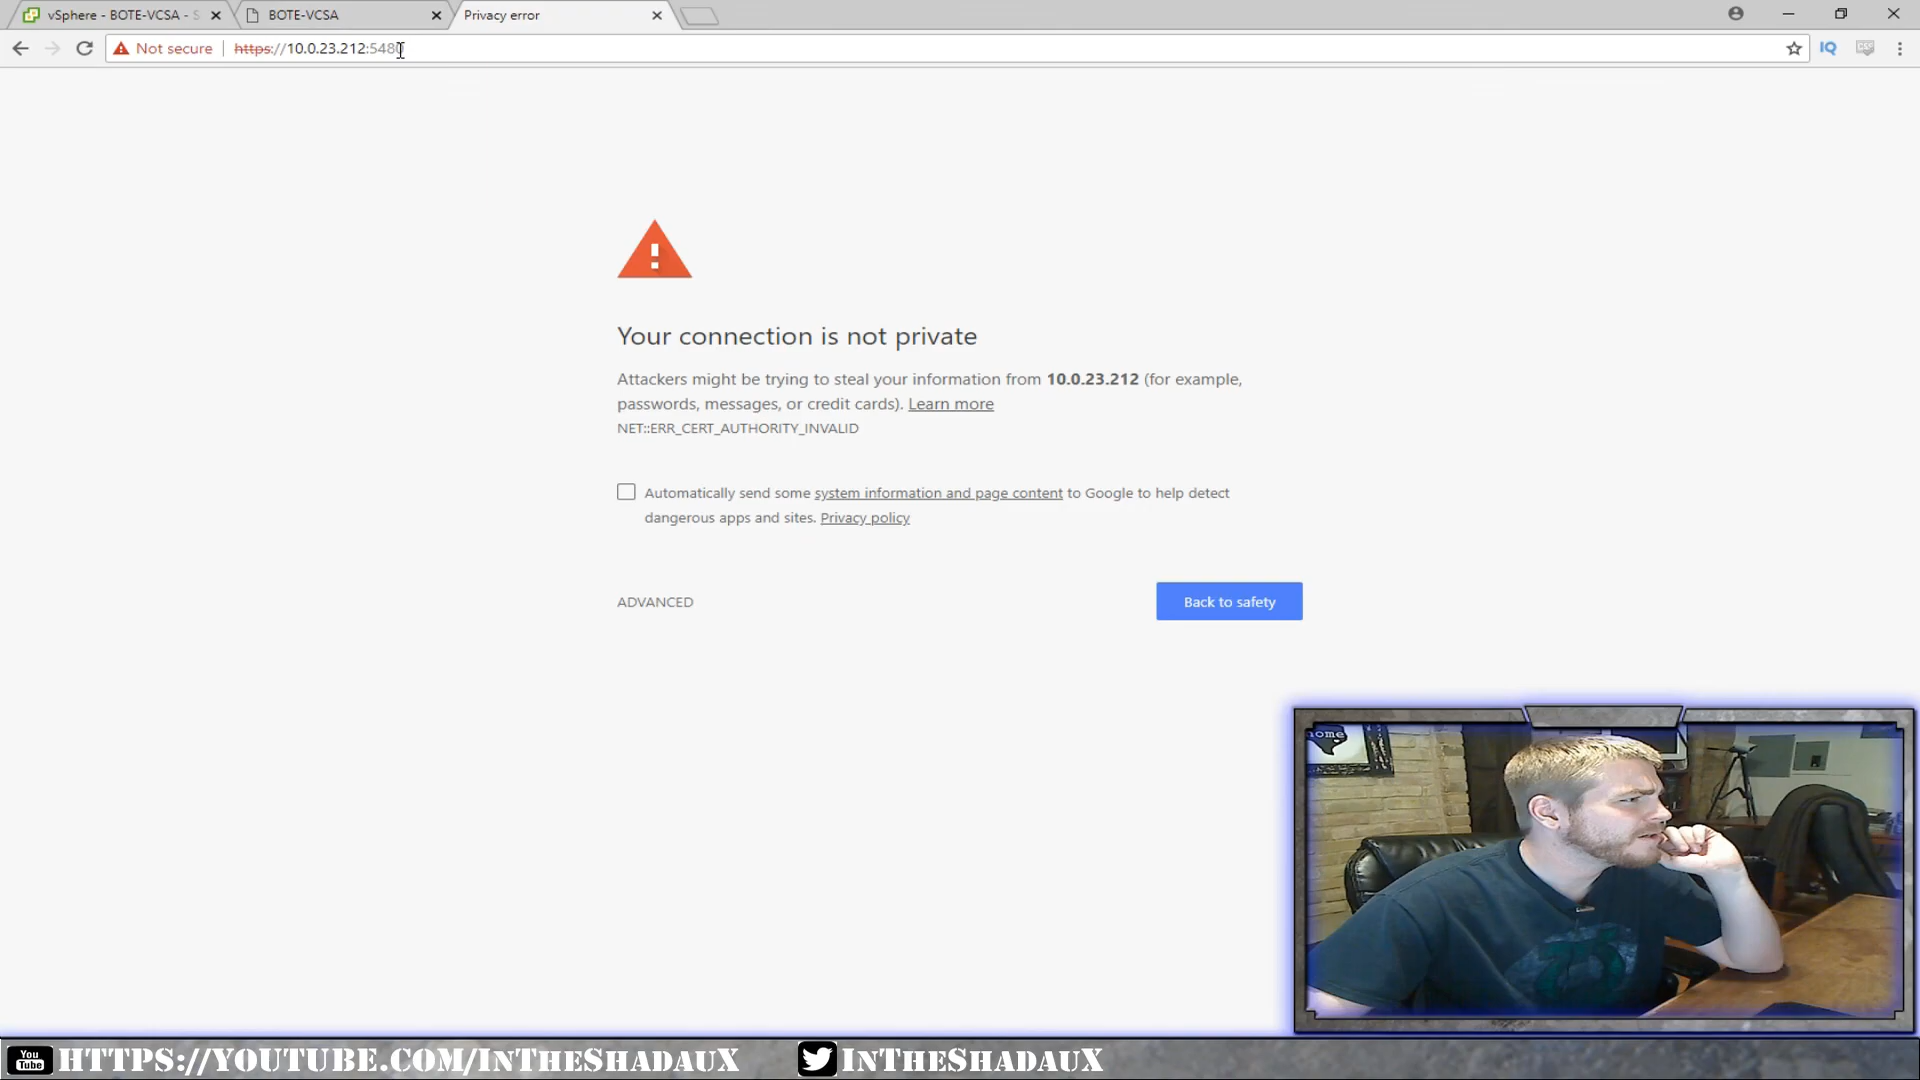 vSphere - BOTE-VCSA - S
BOTE-VCSA
Privacy error
Not secure
https://10.0.23.212:5480
IQ
Your connection is not private
Attackers might be trying to steal your information from 10.0.23.212 (for example,
passwords, messages, or credit cards). Learn more
NET::ERR_CERT_AUTHORITY_INVALID
Automatically send some system information and page content to Google to help detect
dangerous apps and sites. Privacy policy
ADVANCED
Back to safety
home
You
Tube
HTTPS://YOUTUBE.COM/INTHESHADAUX
INTHESHADAUX